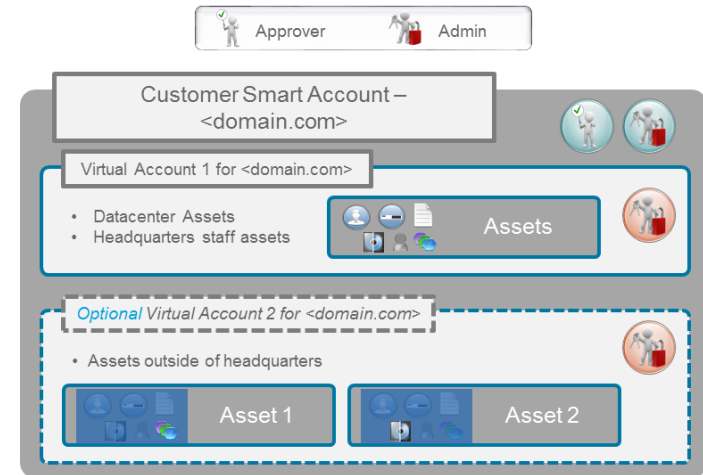 Approver
Admin
Customer Smart Account –
<domain.com>
Virtual Account 1 for <domain.com>
• Datacenter Assets
• Headquarters staff assets
Assets
Optional Virtual Account 2 for <domain.com>
• Assets outside of headquarters
Asset 1
Asset 2